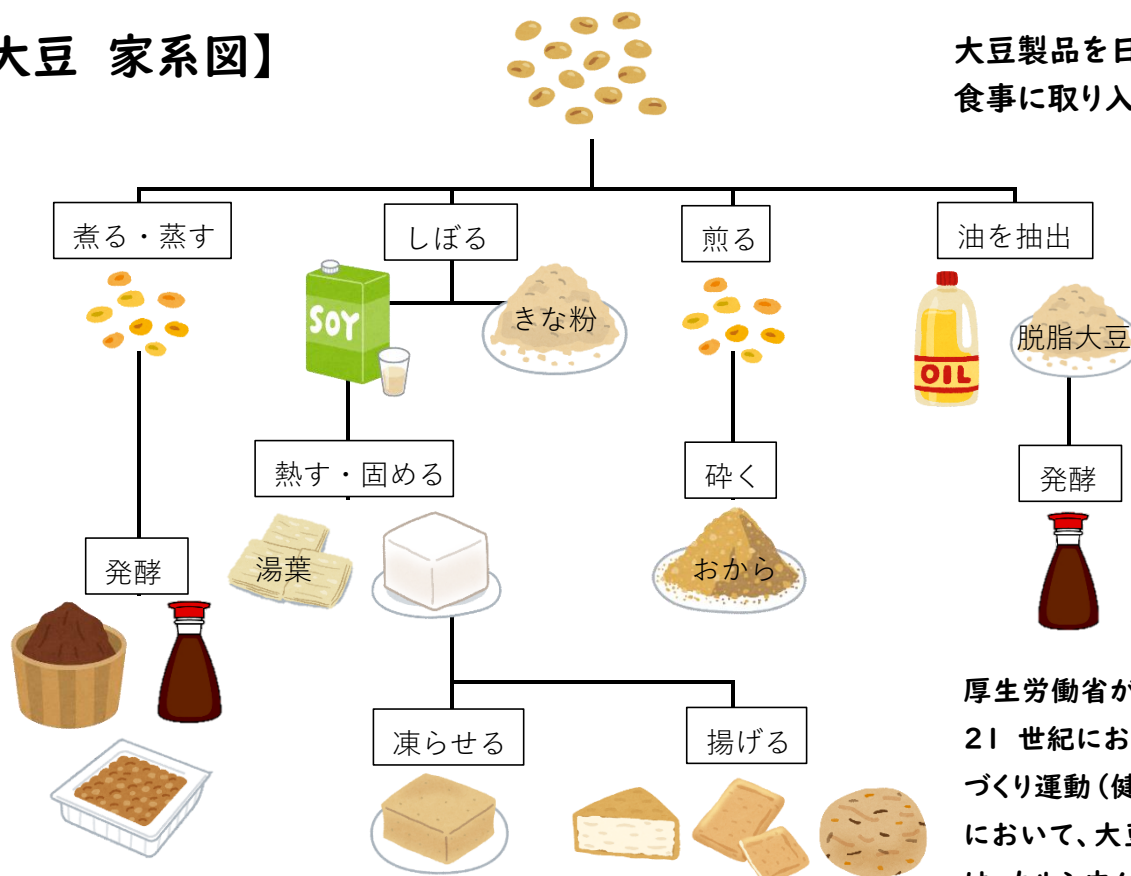 大豆 家系図】
大豆製品を日
食事に取り入
煮る・蒸す
しぼる
煎る
油を抽出
SOY
きな粉
OIL
脱脂大豆
熱す・固める
砕く
発酵
発酵
湯葉
おから
凍らせる
揚げる
厚生労働省が
21 世紀にお
づくり運動(健
において、大豆